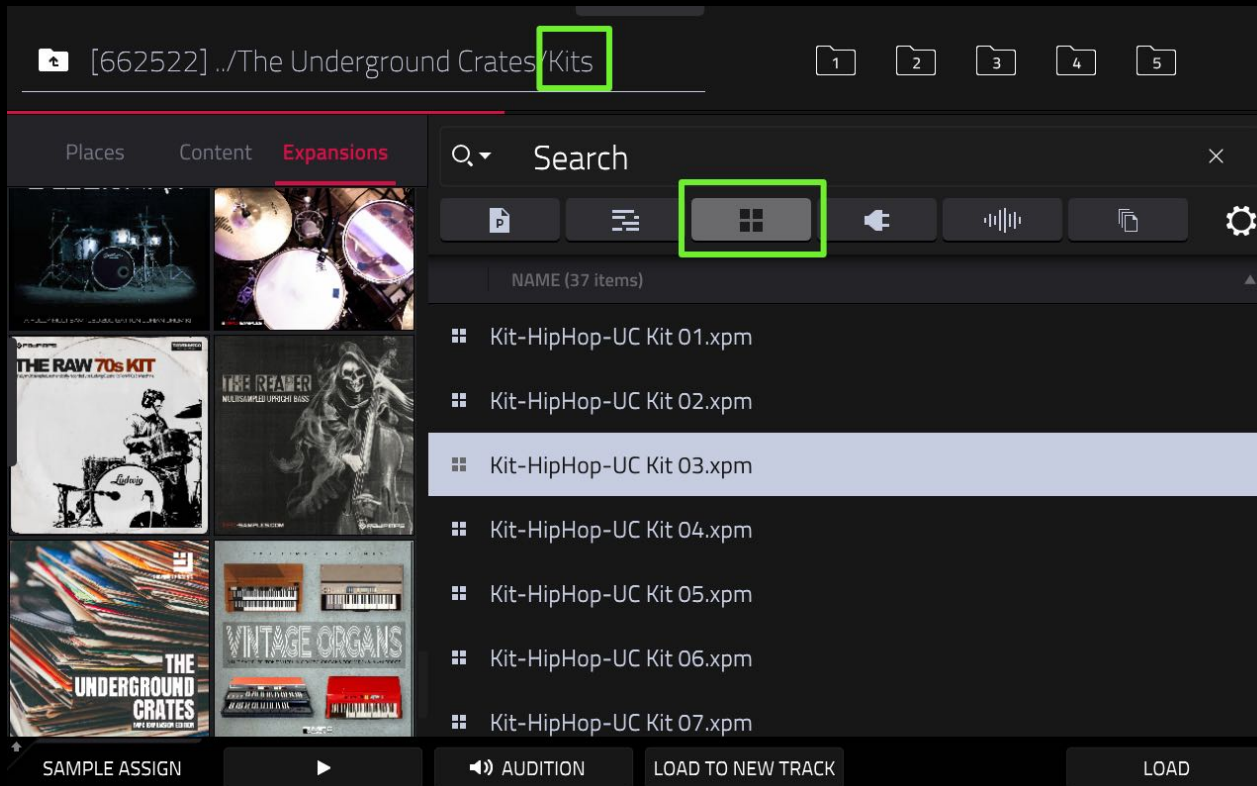 [662522] ../The Underground Crates/Kits
1
2
3
4
5
Places
Content
Expansions
Search
P
NAME (37 items)
Kit-HipHop-UC Kit 01.xpm
Kit-HipHop-UC Kit 02.xpm
Kit-HipHop-UC Kit 03.xpm
Kit-HipHop-UC Kit 04.xpm
Kit-HipHop-UC Kit 05.xpm
Kit-HipHop-UC Kit 06.xpm
Kit-HipHop-UC Kit 07.xpm
THE RAW 70s KIT
Ludwig
THE REAPER
MULTISAMPLED UPRIGHT BASS
THE
UNDERGROUND
CRATES
VINTAGE ORGANS
SAMPLE ASSIGN
AUDITION
LOAD TO NEW TRACK
LOAD